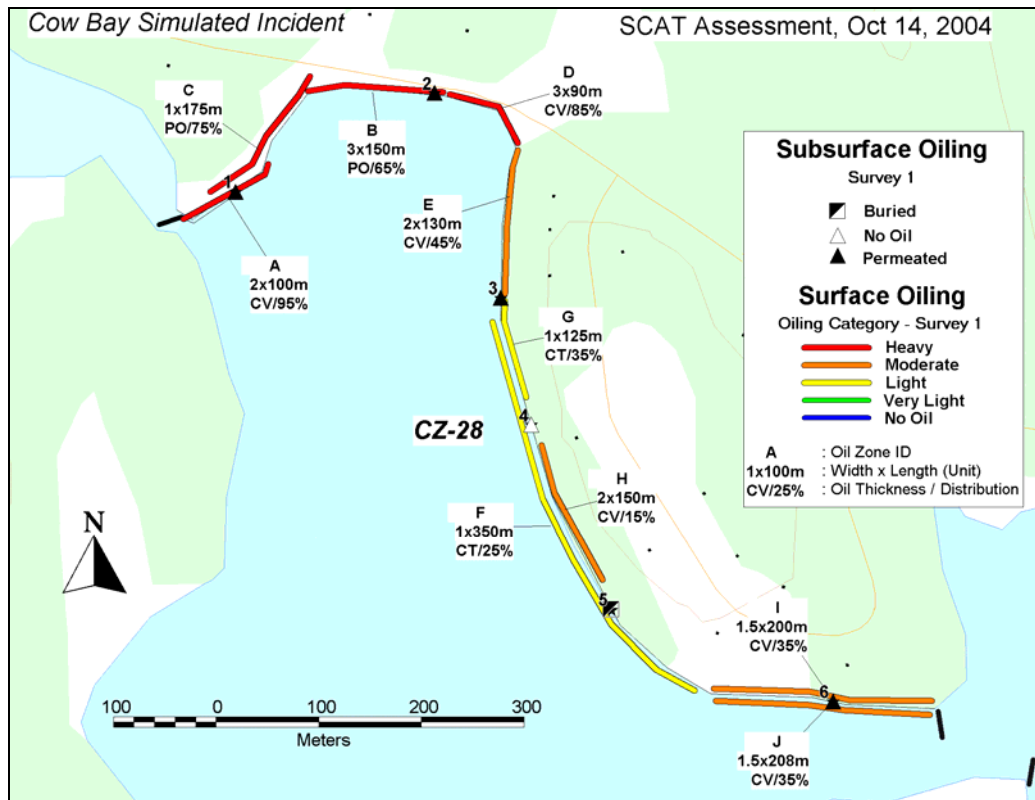 Cow Bay Simulated Incident
SCAT Assessment, Oct 14, 2004
C
1x175m
PO/75%
2
D
3x90m
CV/85%
B
3x150m
PO/65%
1
A
2x100m
CV/95%
E
2x130m
CV/45%
3
G
1x125m
CT/35%
4
CZ-28
H
2x150m
CV/15%
F
1x350m
CT/25%
5
I
1.5x200m
CV/35%
6
J
1.5x208m
CV/35%
N
100 0 100 200 300
Meters
Subsurface Oiling
Survey 1
Buried
No Oil
Permeated
Surface Oiling
Oiling Category - Survey 1
Heavy
Moderate
Light
Very Light
No Oil
A : Oil Zone ID
1x100m : Width x Length (Unit)
CV/25% : Oil Thickness / Distribution